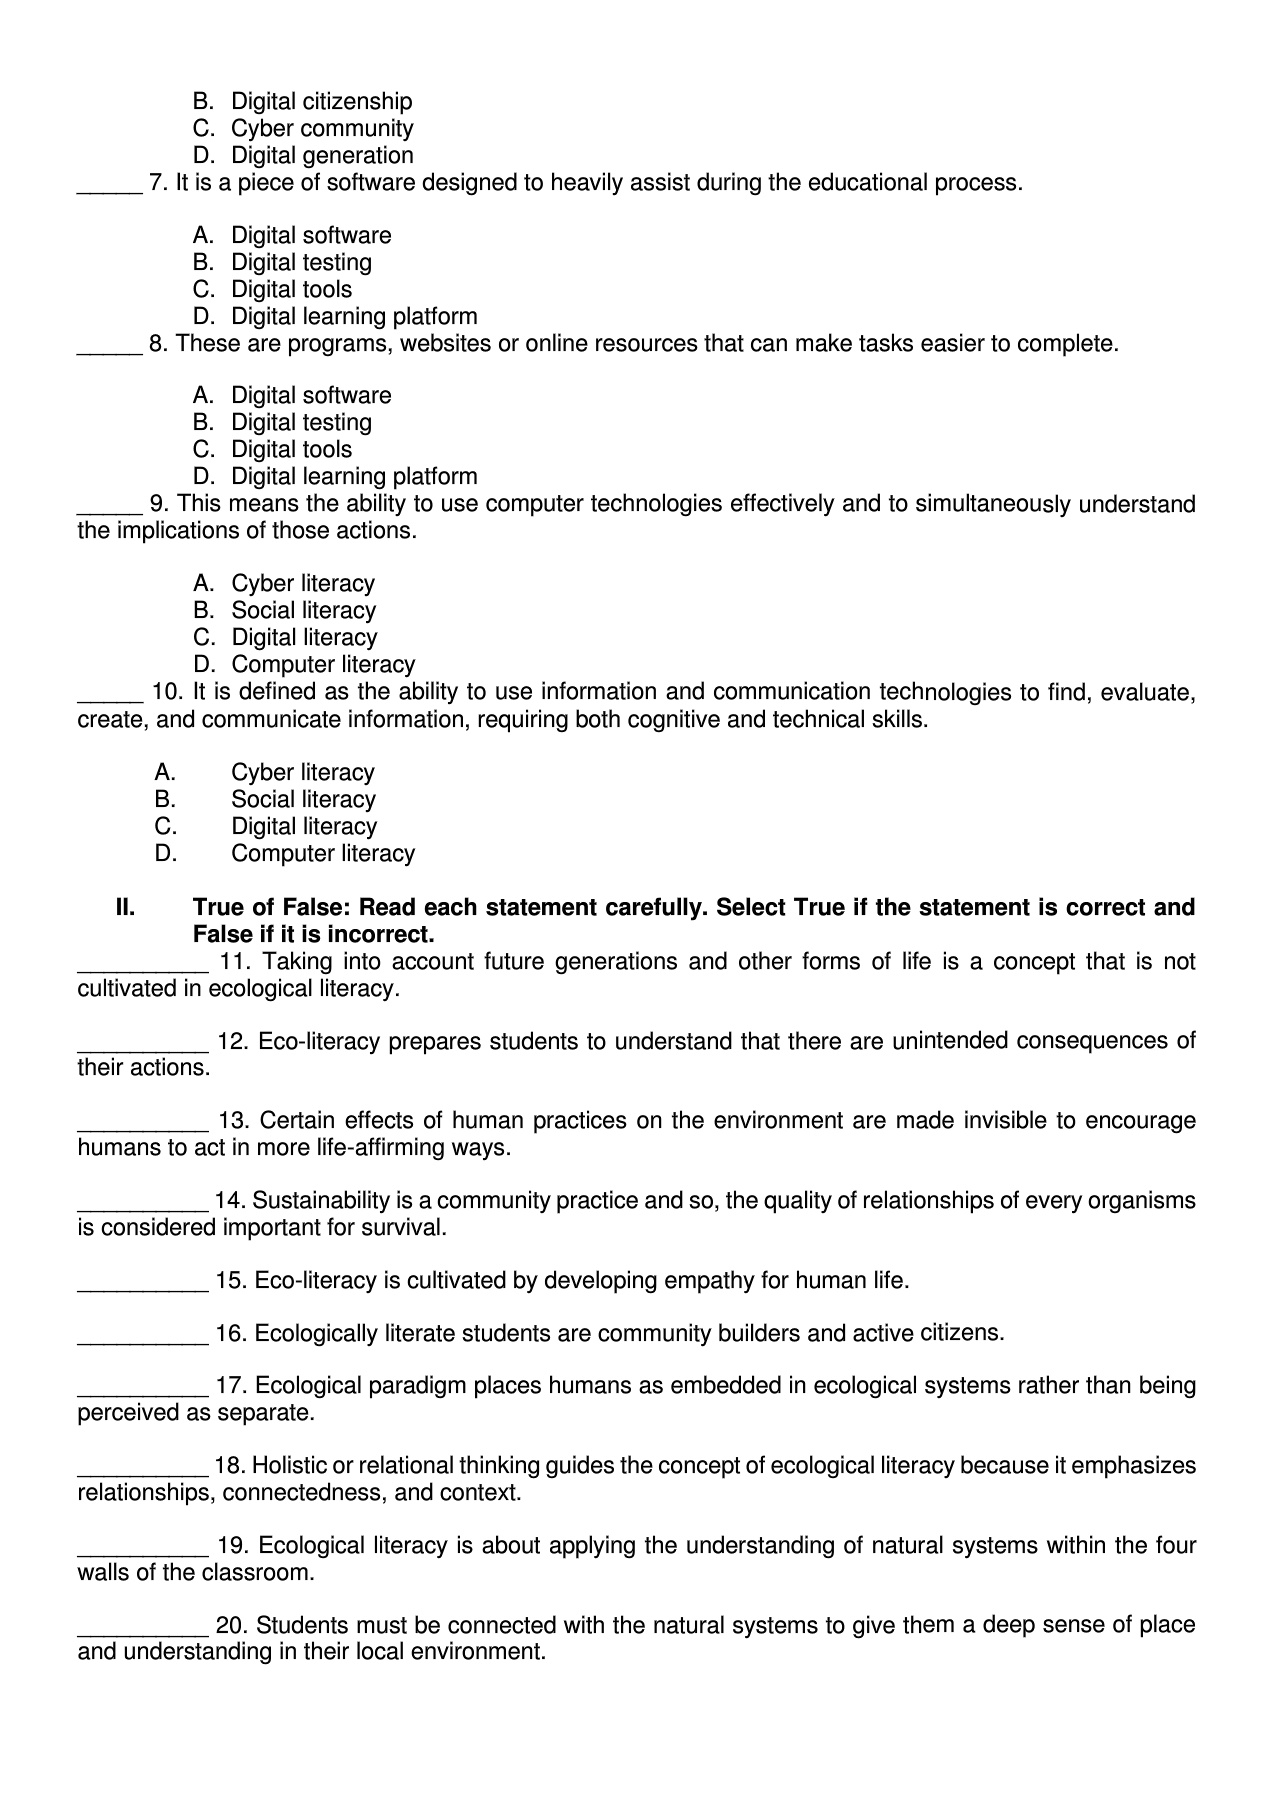 B. Digital citizenship
C. Cyber community
D. Digital generation
_____ 7. It is a piece of software designed to heavily assist during the educational process.
A. Digital software
B. Digital testing
C. Digital tools
D. Digital learning platform
_____ 8. These are programs, websites or online resources that can make tasks easier to complete.
A. Digital software
B. Digital testing
C. Digital tools
D. Digital learning platform
_____ 9. This means the ability to use computer technologies effectively and to simultaneously understand
the implications of those actions.
A. Cyber literacy
B. Social literacy
C. Digital literacy
D. Computer literacy
_____ 10. It is defined as the ability to use information and communication technologies to find, evaluate,
create, and communicate information, requiring both cognitive and technical skills.
A. Cyber literacy
B. Social literacy
C. Digital literacy
D. Computer literacy
II. True of False: Read each statement carefully. Select True if the statement is correct and
False if it is incorrect.
__________ 11. Taking into account future generations and other forms of life is a concept that is not
cultivated in ecological literacy.
__________ 12. Eco-literacy prepares students to understand that there are unintended consequences of
their actions.
__________ 13. Certain effects of human practices on the environment are made invisible to encourage
humans to act in more life-affirming ways.
__________ 14. Sustainability is a community practice and so, the quality of relationships of every organisms
is considered important for survival.
__________ 15. Eco-literacy is cultivated by developing empathy for human life.
__________ 16. Ecologically literate students are community builders and active citizens.
__________ 17. Ecological paradigm places humans as embedded in ecological systems rather than being
perceived as separate.
__________ 18. Holistic or relational thinking guides the concept of ecological literacy because it emphasizes
relationships, connectedness, and context.
__________ 19. Ecological literacy is about applying the understanding of natural systems within the four
walls of the classroom.
__________ 20. Students must be connected with the natural systems to give them a deep sense of place
and understanding in their local environment.